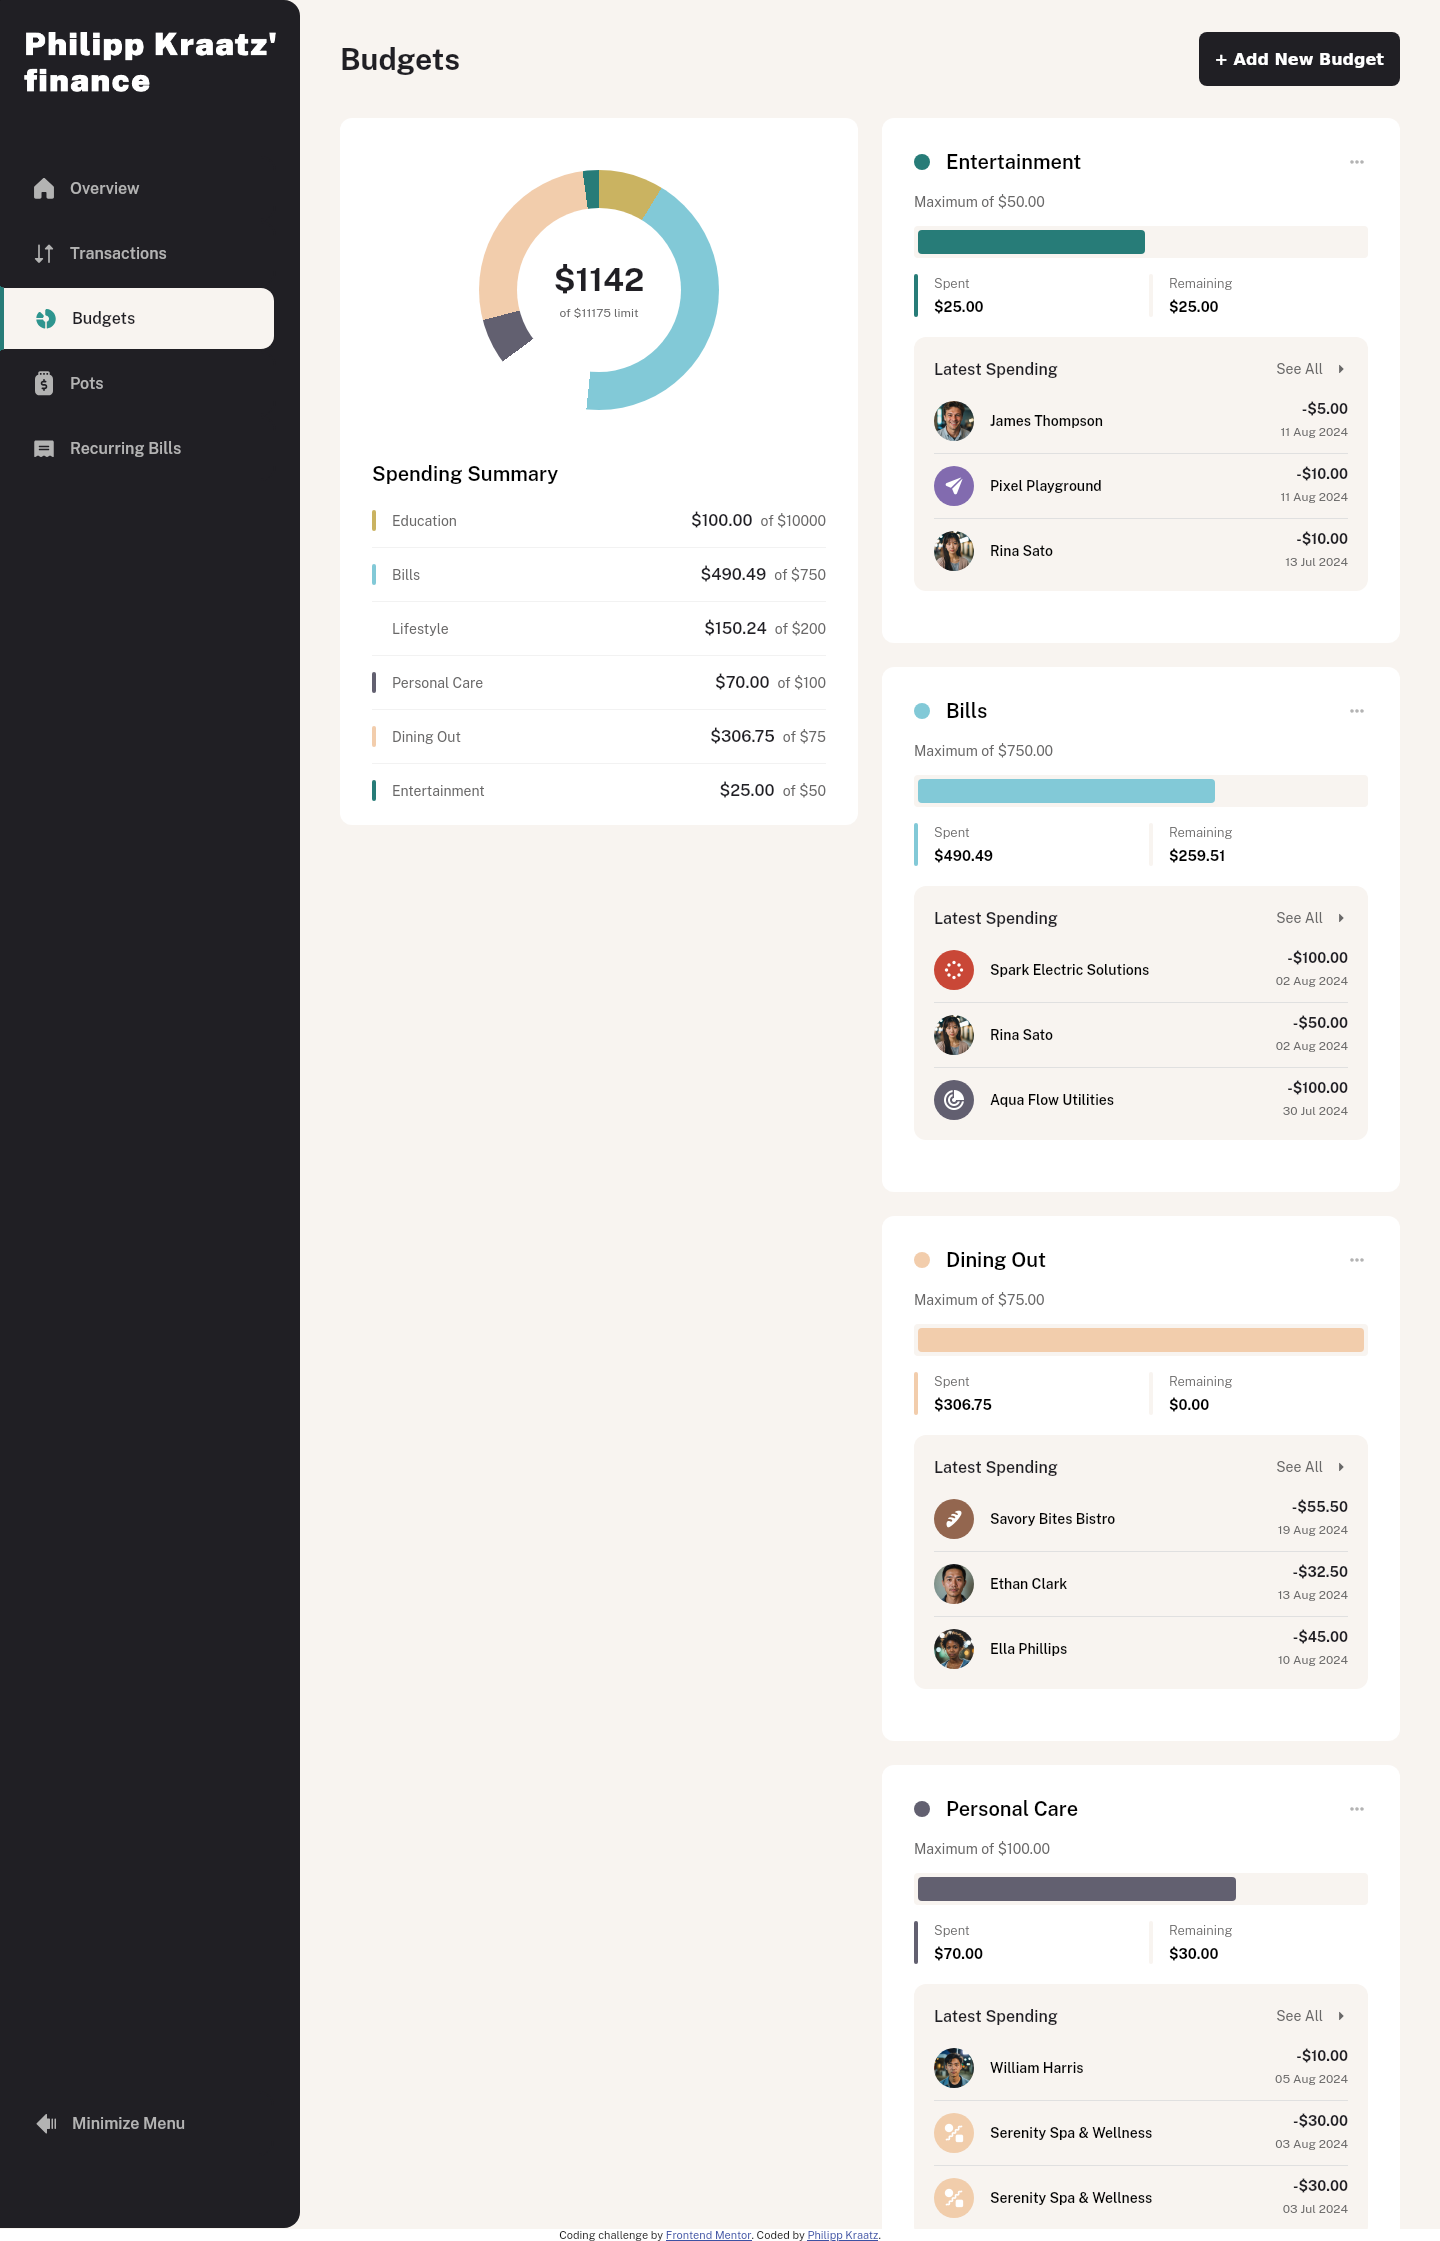 Philipp Kraatz'
finance
Overview
Transactions
Budgets
Pots
Recurring Bills
Minimize Menu
Budgets
+ Add New Budget
$1142
of $11175 limit
Spending Summary
Education $100.00 of $10000
Bills $490.49 of $750
Lifestyle $150.24 of $200
Personal Care $70.00 of $100
Dining Out $306.75 of $75
Entertainment $25.00 of $50
Entertainment
Maximum of $50.00
Spent Remaining
$25.00 $25.00
Latest Spending See All
James Thompson -$5.00
11 Aug 2024
Pixel Playground -$10.00
11 Aug 2024
Rina Sato -$10.00
13 Jul 2024
Bills
Maximum of $750.00
Spent Remaining
$490.49 $259.51
Latest Spending See All
Spark Electric Solutions -$100.00
02 Aug 2024
Rina Sato -$50.00
02 Aug 2024
Aqua Flow Utilities -$100.00
30 Jul 2024
Dining Out
Maximum of $75.00
Spent Remaining
$306.75 $0.00
Latest Spending See All
Savory Bites Bistro -$55.50
19 Aug 2024
Ethan Clark -$32.50
13 Aug 2024
Ella Phillips -$45.00
10 Aug 2024
Personal Care
Maximum of $100.00
Spent Remaining
$70.00 $30.00
Latest Spending See All
William Harris -$10.00
05 Aug 2024
Serenity Spa & Wellness -$30.00
03 Aug 2024
Serenity Spa & Wellness -$30.00
03 Jul 2024
Coding challenge by Frontend Mentor. Coded by Philipp Kraatz.